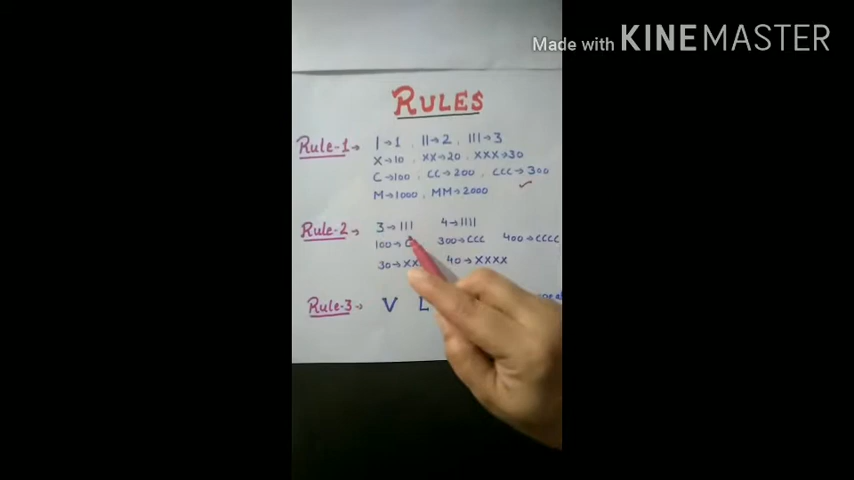 Made with KINEMASTER
RULES
Rule-1→ I→1 , II→2 , III→3
X→10 , XX→20 , XXX→30
C→100 , CC→200 , CCC→300
M→1000 , MM→2000
Rule-2→ 3→III 4→IIII
100→C 300→CCC 400→CCCC
30→XX 40→XXXX
Rule-3→ V L